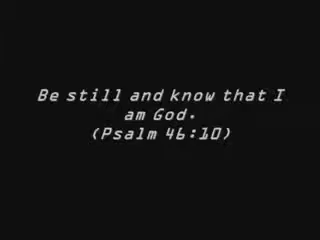 Be still and know that I
am God.
(Psalm 46:10)